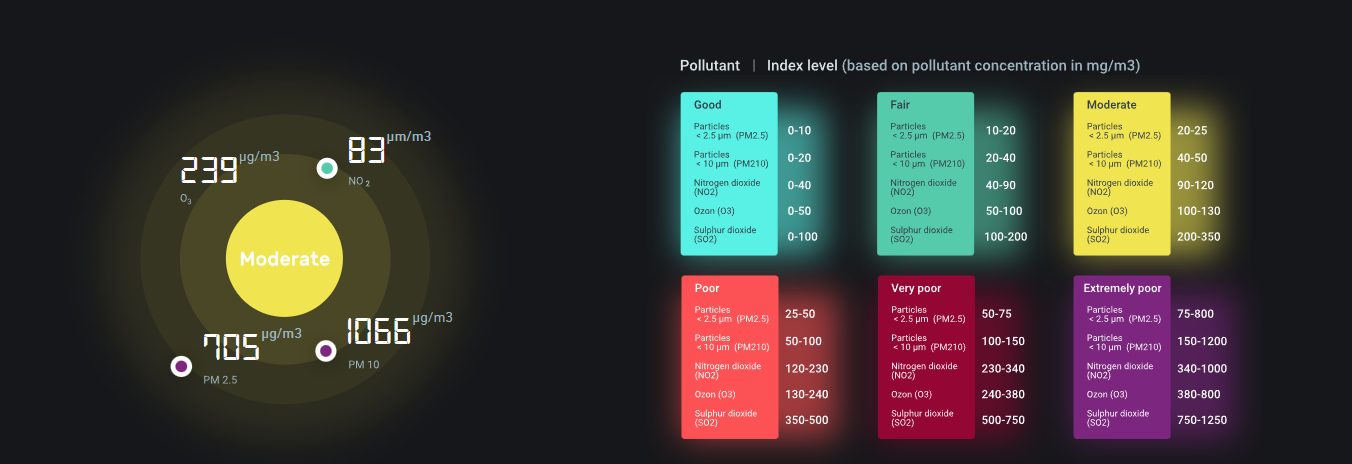 239 µg/m3
O3
83 µm/m3
NO 2
Moderate
705 µg/m3
PM 2.5
1066 µg/m3
PM 10
Pollutant | Index level (based on pollutant concentration in mg/m3)
Good
Particles
< 2.5 µm (PM2.5) 0-10
Particles
< 10 µm (PM210) 0-20
Nitrogen dioxide
(NO2) 0-40
Ozon (O3) 0-50
Sulphur dioxide
(SO2) 0-100
Fair
Particles
< 2.5 µm (PM2.5) 10-20
Particles
< 10 µm (PM210) 20-40
Nitrogen dioxide
(NO2) 40-90
Ozon (O3) 50-100
Sulphur dioxide
(SO2) 100-200
Moderate
Particles
< 2.5 µm (PM2.5) 20-25
Particles
< 10 µm (PM210) 40-50
Nitrogen dioxide
(NO2) 90-120
Ozon (O3) 100-130
Sulphur dioxide
(SO2) 200-350
Poor
Particles
< 2.5 µm (PM2.5) 25-50
Particles
< 10 µm (PM210) 50-100
Nitrogen dioxide
(NO2) 120-230
Ozon (O3) 130-240
Sulphur dioxide
(SO2) 350-500
Very poor
Particles
< 2.5 µm (PM2.5) 50-75
Particles
< 10 µm (PM210) 100-150
Nitrogen dioxide
(NO2) 230-340
Ozon (O3) 240-380
Sulphur dioxide
(SO2) 500-750
Extremely poor
Particles
< 2.5 µm (PM2.5) 75-800
Particles
< 10 µm (PM210) 150-1200
Nitrogen dioxide
(NO2) 340-1000
Ozon (O3) 380-800
Sulphur dioxide
(SO2) 750-1250